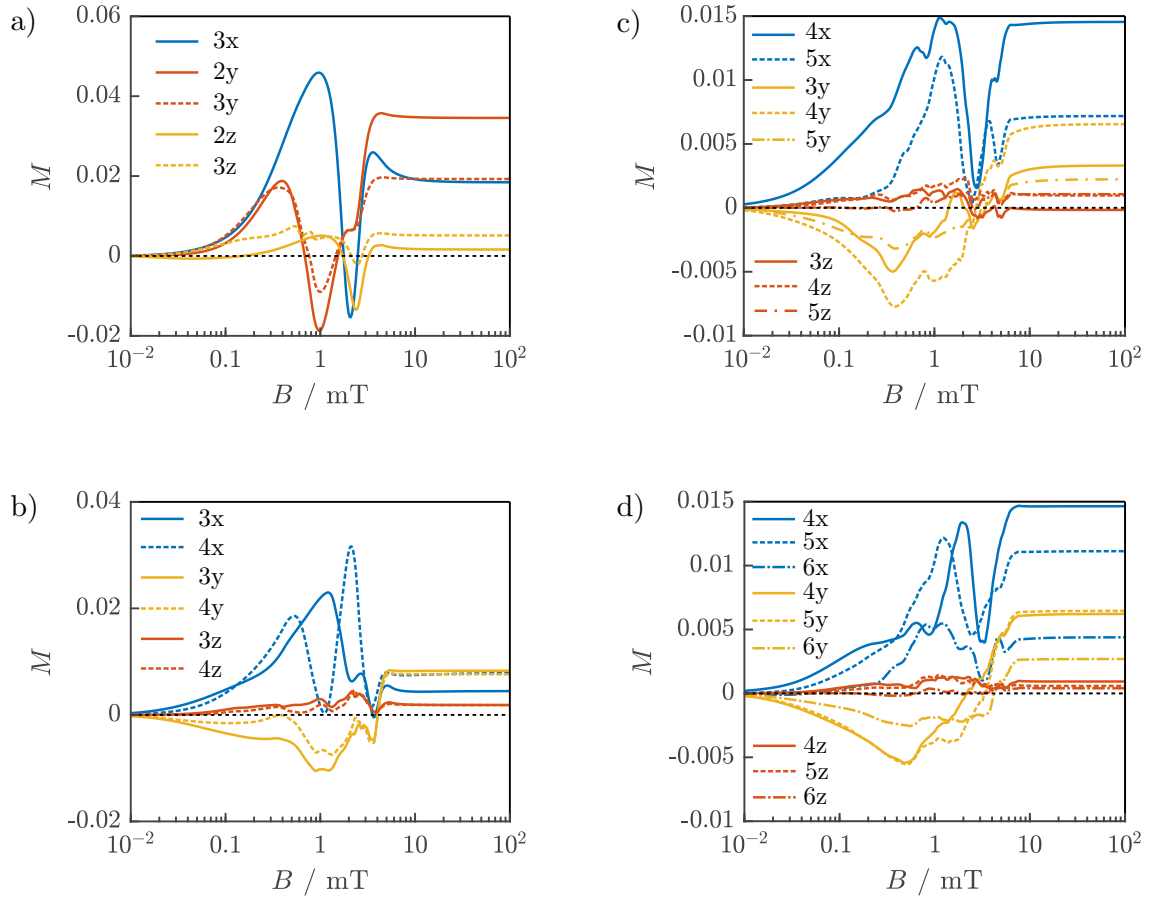 a)
0.06
0.04
0.02
0
-0.02
M
3x
2y
3y
2z
3z
10⁻²
0.1
1
10
10²
B / mT
c)
0.015
0.01
0.005
0
-0.005
-0.01
M
4x
5x
3y
4y
5y
3z
4z
5z
10⁻²
0.1
1
10
10²
B / mT
b)
0.04
0.02
0
-0.02
M
3x
4x
3y
4y
3z
4z
10⁻²
0.1
1
10
10²
B / mT
d)
0.015
0.01
0.005
0
-0.005
-0.01
M
4x
5x
6x
4y
5y
6y
4z
5z
6z
10⁻²
0.1
1
10
10²
B / mT